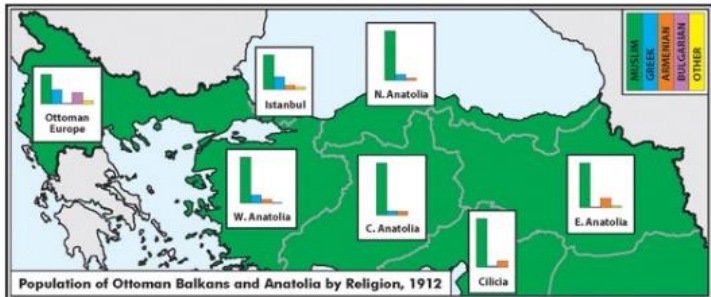 MUSLIM
GREEK
ARMENIAN
BULGARIAN
OTHER
N. Anatolia
Istanbul
Ottoman
Europe
W. Anatolia
C. Anatolia
E. Anatolia
Cilicia
Population of Ottoman Balkans and Anatolia by Religion, 1912